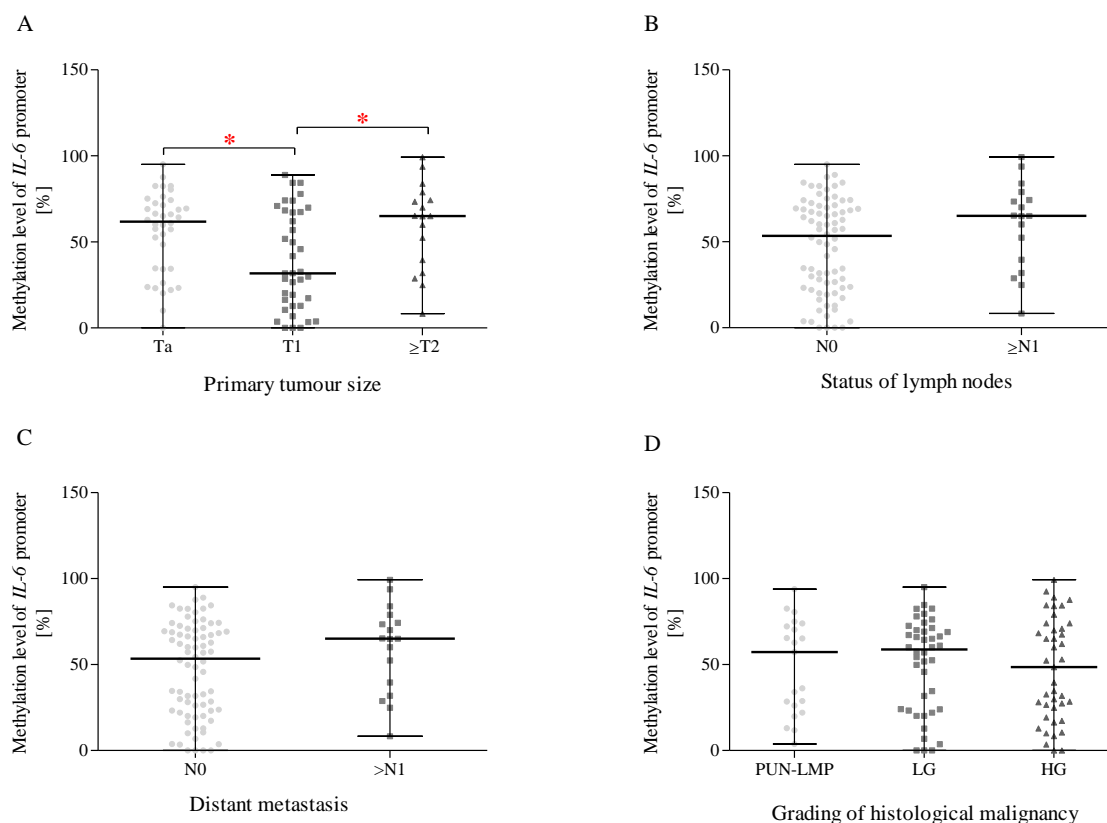 A
Methylation level of IL-6 promoter
[%]
150
100
50
0
*
*
Ta
T1
≥T2
Primary tumour size
B
Methylation level of IL-6 promoter
[%]
150
100
50
0
N0
≥N1
Status of lymph nodes
C
Methylation level of IL-6 promoter
[%]
150
100
50
0
N0
>N1
Distant metastasis
D
Methylation level of IL-6 promoter
[%]
150
100
50
0
PUN-LMP
LG
HG
Grading of histological malignancy